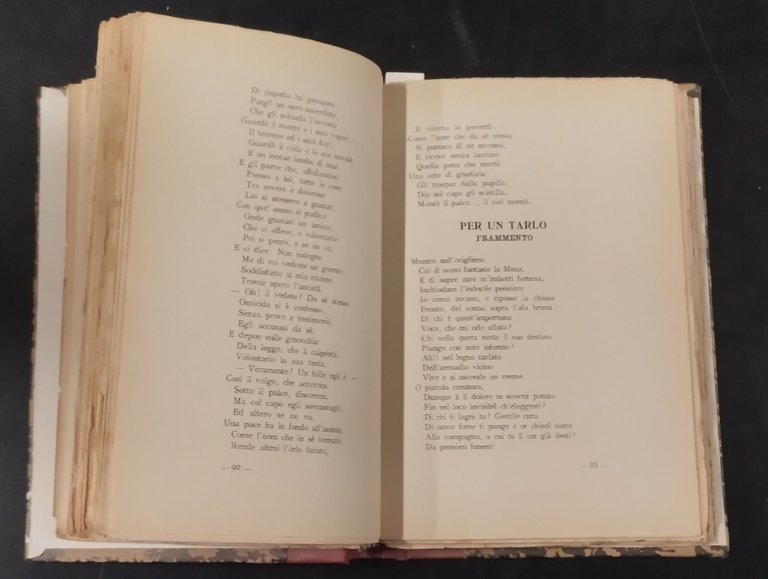 Di rispetto lui percuote:
Pargli un nero sacerdote,
Che gli schiuda l'avvenir.
Guardò il monte e i suoi vapori,
Il terreno ed i suoi fiori,
Guardò il cielo e le sue nuvole,
E un lontan lembo di mar.
E gli parve che, affollandosi
Presso a lui, tutte le cose
Tra severe e dolorose
Lui si stessero a guatar.
Con quel senso si pudico
Onde guatasi un amico,
Che ci offese, e volontario
Poi si pente, e se ne va,
E ci dice: Non indegno
Me di voi vedrete un giorno;
Soddisfatto al mio ritorno
Trovar spero l'amistà.
— Oh! il vedete? Da sè stesso
Omicida si è confesso;
Senza prove e testimoni,
Egli accusasi da sè,
E depon sulle ginocchia
Della legge, che à calpésta,
Volontario la sua testa,
— Veramente? Un folle egli è. —
Così il volgo, che accorrea
Sotto il palco, discorrea,
Ma col capo egli sovrastagli,
Ed altero se ne va.
Una pace ha in fondo all'anima,
Come l'uom che in sè tornato,
Rende altrui l'orlo furato,
— 92 —
E ritorna in povertà:
Come l'uom che da sè stesso
Si punisce di un eccesso,
E riceve senza lacrime
Quella pena che mertò.
Una sete di giustizia
Gli traspar dalla pupilla:
Dio sul capo gli scintilla,
Montò il palco..., il ciel montò.
PER UN TARLO
FRAMMENTO
Mentre sull'origliero,
Cui di soavi fantasie la Musa,
E di aspre cure m'imbottì fortuna,
Inchiodare l'indocile pensiero
Io cerco invano, e riposar la chiusa
Fronte, del sonno sopra l'ala bruna;
Di chi è quest'importuna
Voce, che mi odo allato?
Chi nella queta notte il suo destino
Piange con note inferme?
Ah!! nel legno tarlato
Dell'armadio vicino
Vive e si asconde un verme.
O piccola creatura,
Dunque à il dolore te scovrir potuto
Fin nel loco invisibil ch'eleggesti?
Di chi ti lagni tu? Gentile cura
Di amor forse ti punge e or chiedi aiuto
Alla compagna, a cui tu il cor già desti?
Da pensieri funesti
— 93 —